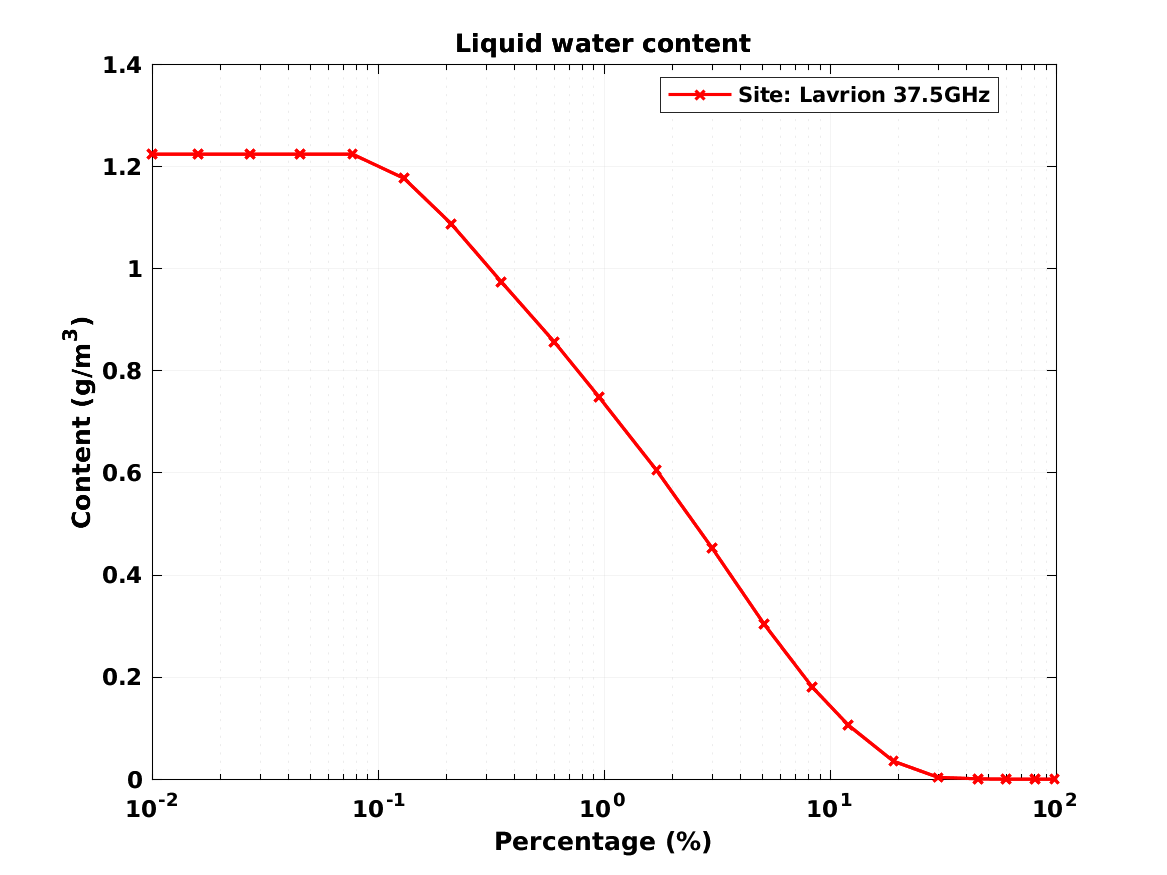 Liquid water content
Site: Lavrion 37.5GHz
Content (g/m³)
1.4
1.2
1
0.8
0.6
0.4
0.2
0
10⁻² 10⁻¹ 10⁰ 10¹ 10²
Percentage (%)